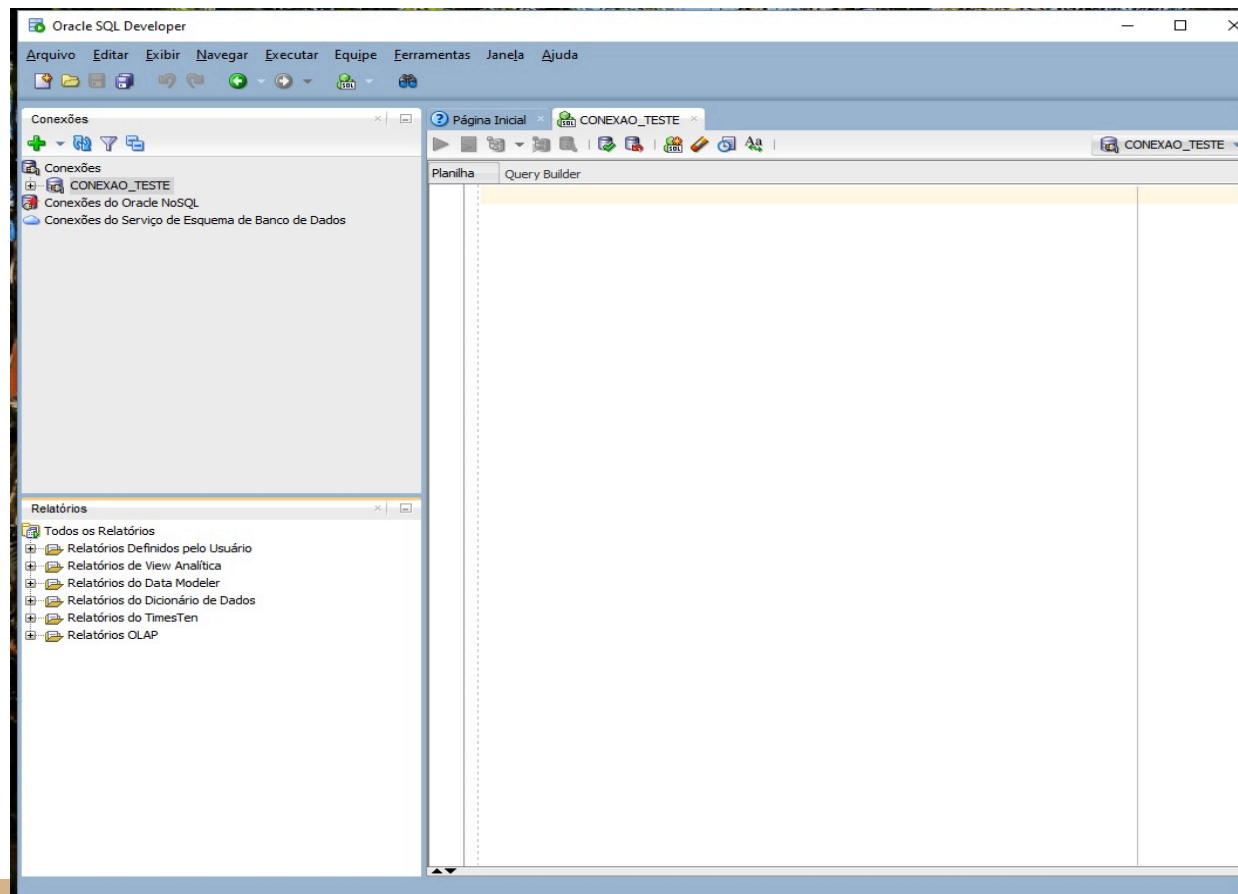 Oracle SQL Developer
Arquivo Editar Exibir Navegar Executar Equipe Ferramentas Janela Ajuda
Conexões
Conexões
CONEXAO_TESTE
Conexões do Oracle NoSQL
Conexões do Serviço de Esquema de Banco de Dados
Relatórios
Todos os Relatórios
Relatórios Definidos pelo Usuário
Relatórios de View Analítica
Relatórios do Data Modeler
Relatórios do Dicionário de Dados
Relatórios do TimesTen
Relatórios OLAP
Página Inicial CONEXAO_TESTE
CONEXAO_TESTE
Planilha Query Builder